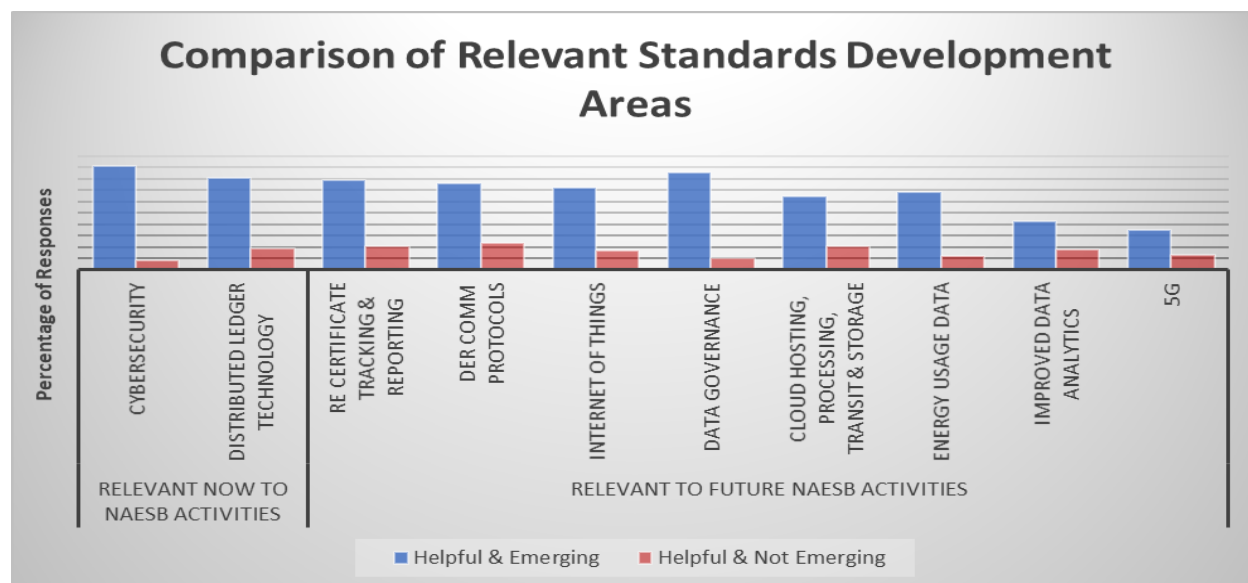 Comparison of Relevant Standards Development
Areas
Percentage of Responses
CYBERSECURITY
DISTRIBUTED LEDGER
TECHNOLOGY
RE CERTIFICATE
TRACKING &
REPORTING
DER COMM
PROTOCOLS
INTERNET OF THINGS
DATA GOVERNANCE
CLOUD HOSTING,
PROCESSING,
TRANSIT & STORAGE
ENERGY USAGE DATA
IMPROVED DATA
ANALYTICS
5G
RELEVANT NOW TO
NAESB ACTIVITIES
RELEVANT TO FUTURE NAESB ACTIVITIES
Helpful & Emerging
Helpful & Not Emerging